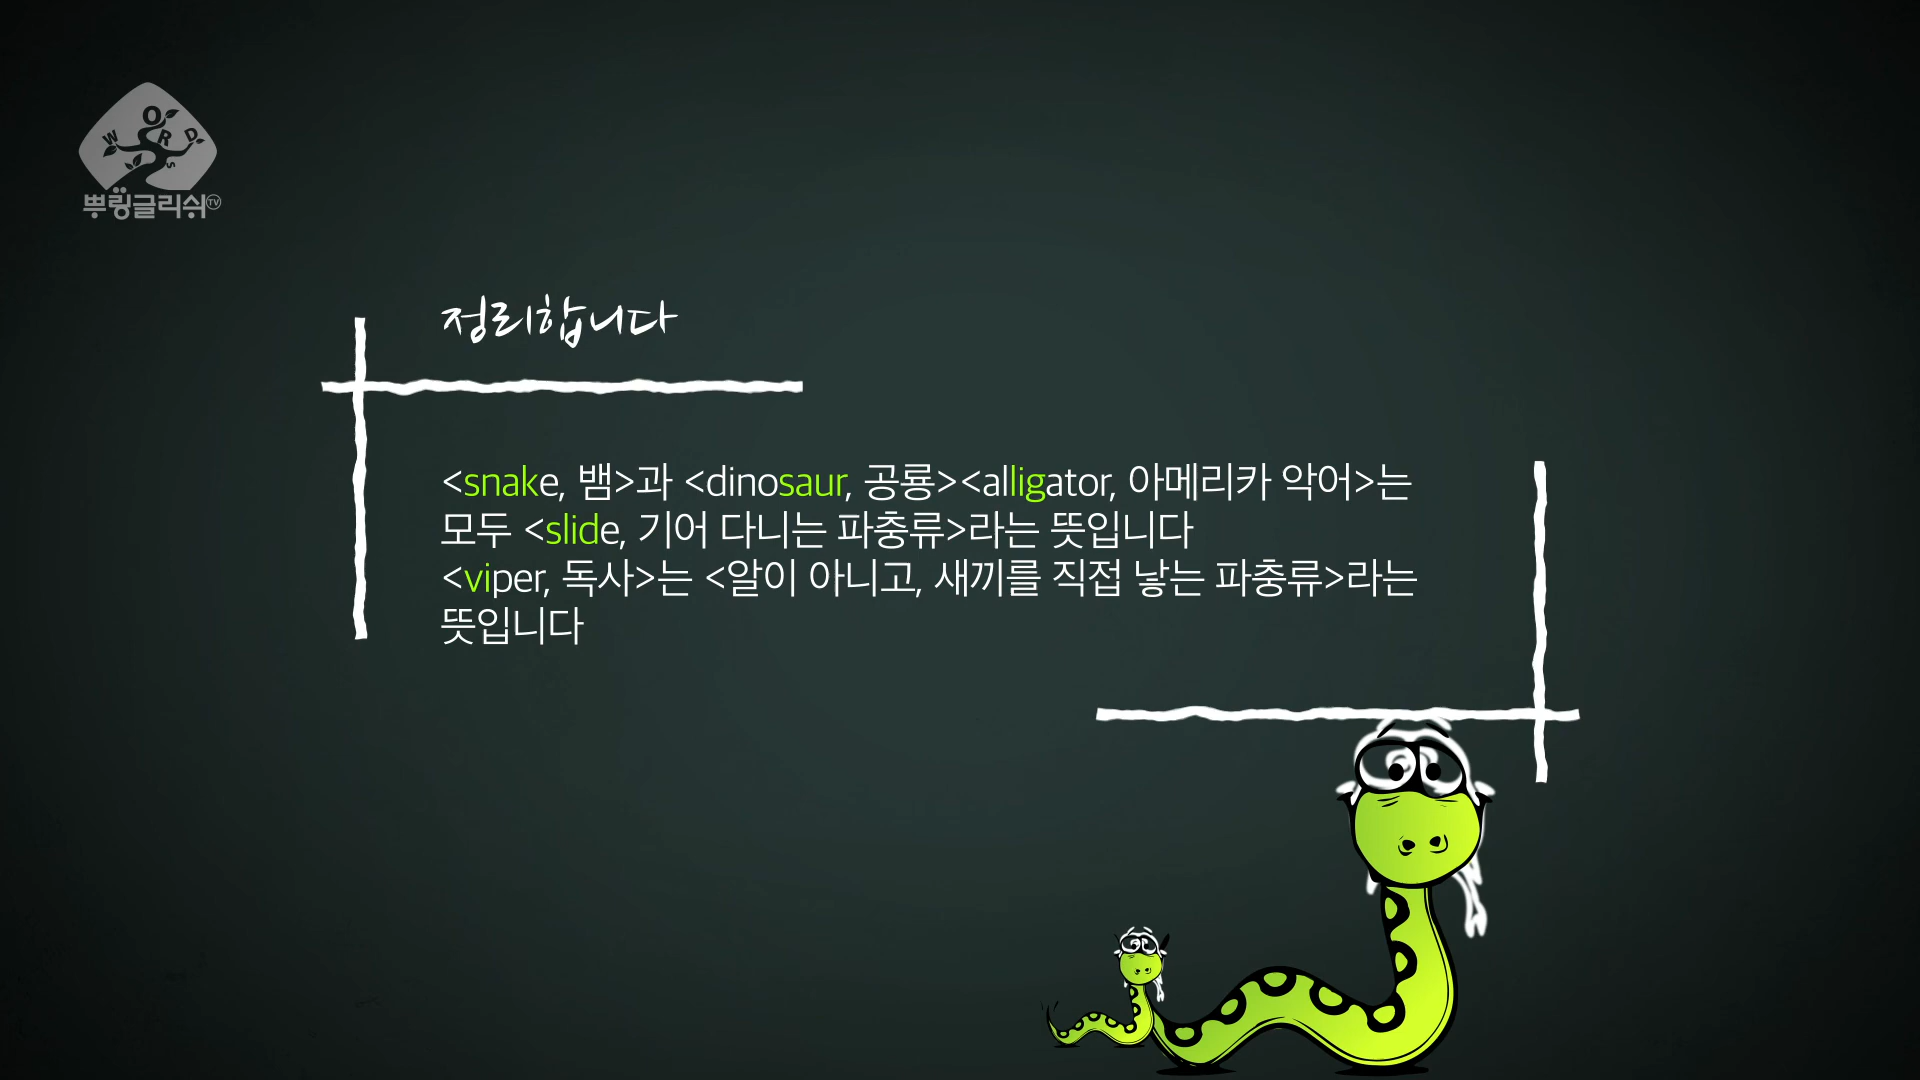 WORDS
뿌링글리쉬 TV
정리합니다
<snake, 뱀>과 <dinosaur, 공룡><alligator, 아메리카 악어>는
모두 <slide, 기어 다니는 파충류>라는 뜻입니다
<viper, 독사>는 <알이 아니고, 새끼를 직접 낳는 파충류>라는
뜻입니다